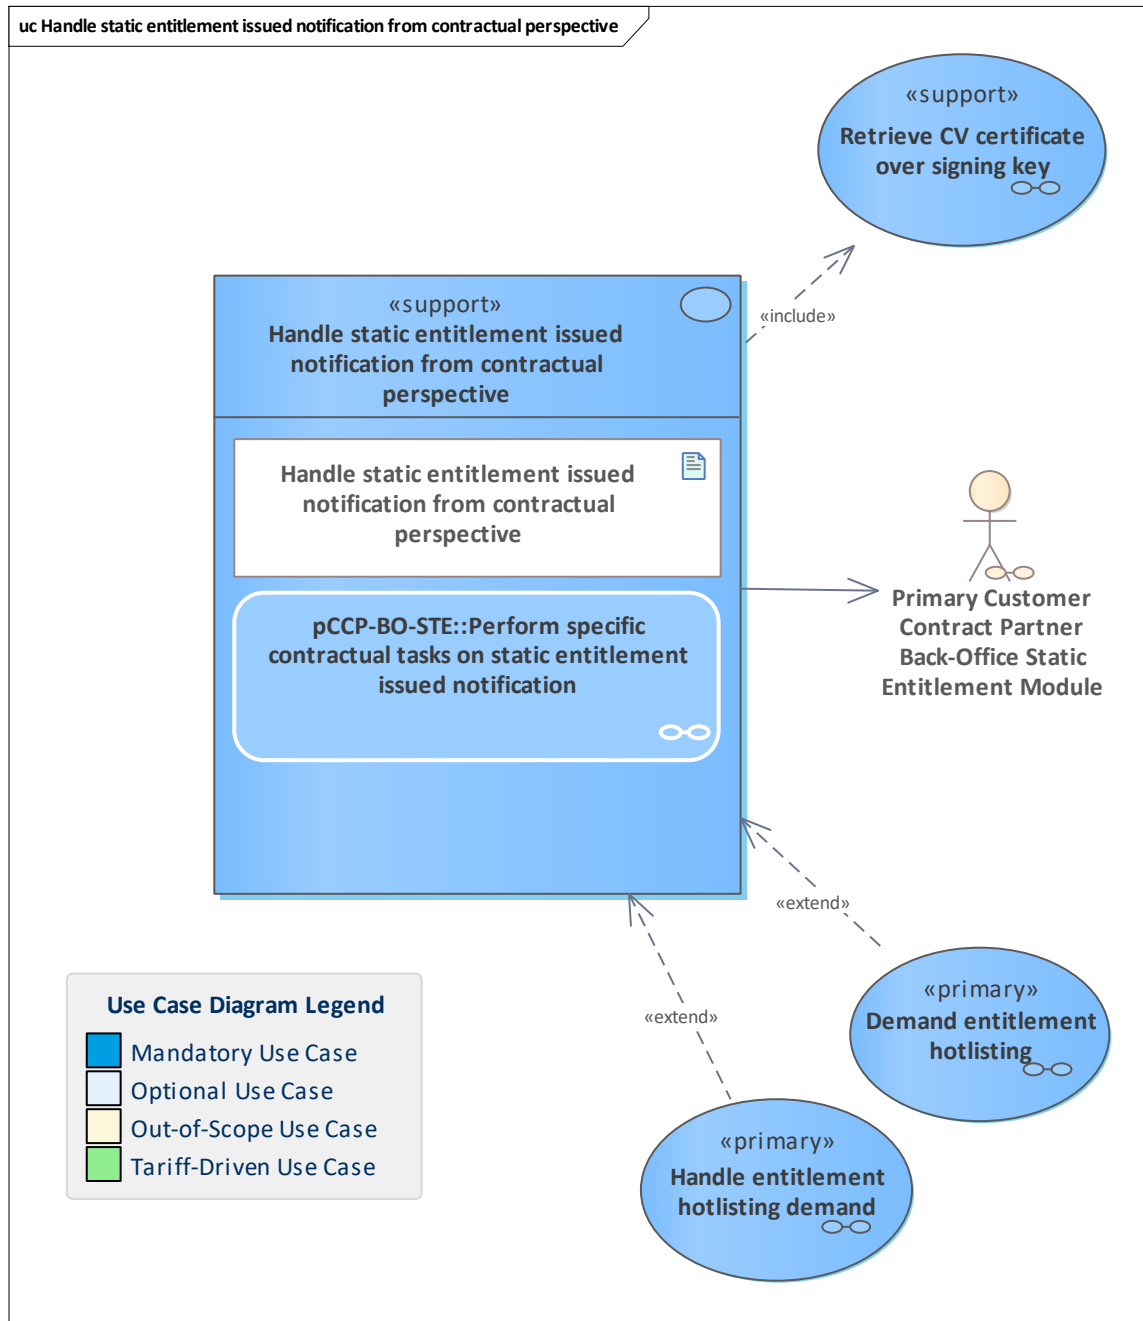 uc Handle static entitlement issued notification from contractual perspective
«support»
Retrieve CV certificate
over signing key
«include»
«support»
Handle static entitlement issued
notification from contractual
perspective
Handle static entitlement issued
notification from contractual
perspective
pCCP-BO-STE::Perform specific
contractual tasks on static entitlement
issued notification
Primary Customer
Contract Partner
Back-Office Static
Entitlement Module
«extend»
«extend»
«primary»
Demand entitlement
hotlisting
«primary»
Handle entitlement
hotlisting demand
Use Case Diagram Legend
Mandatory Use Case
Optional Use Case
Out-of-Scope Use Case
Tariff-Driven Use Case